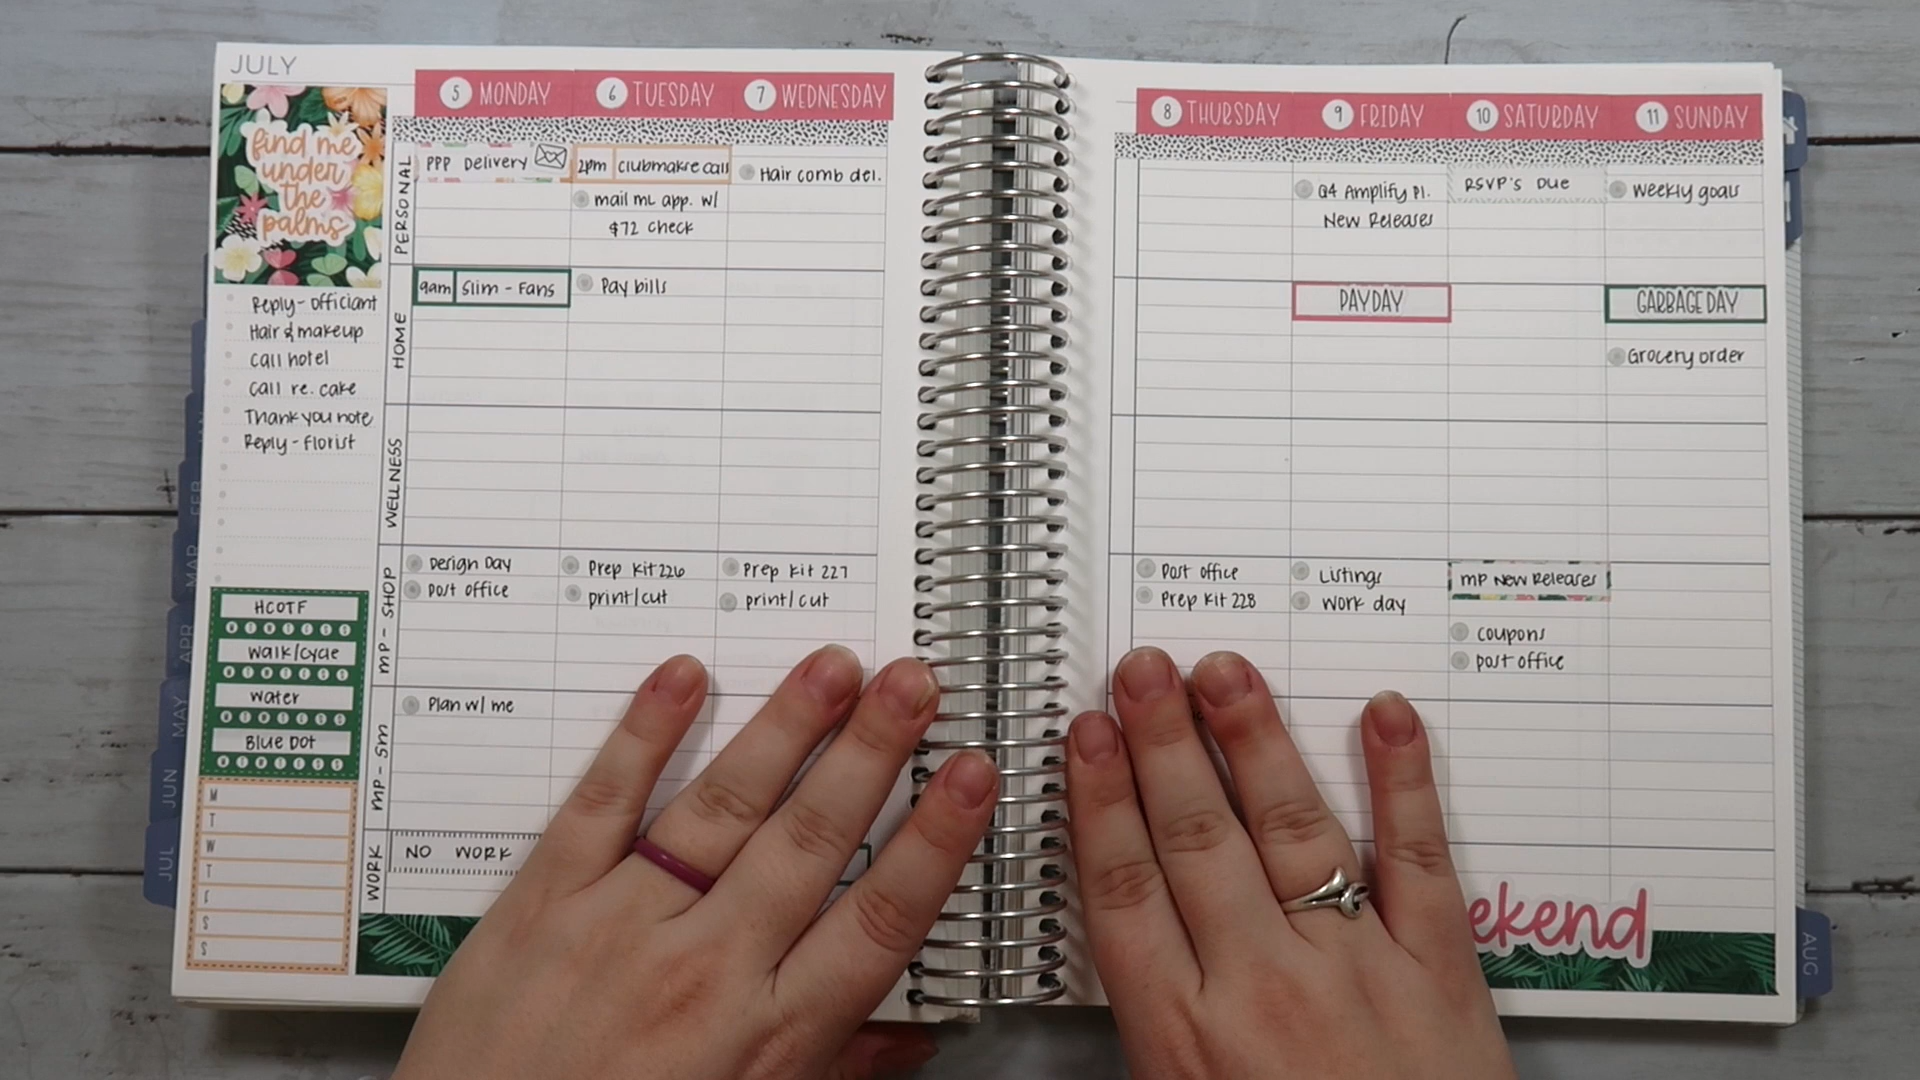 JULY
find me
under
the
palms
Reply - officiant
Hair & makeup
Call hotel
Call re. cake
Thank you note
Reply - florist
HCOTF
M T W T F S S
Walk/cycle
M T W T F S S
Water
M T W T F S S
Blue Dot
M T W T F S S
M
T
W
T
F
S
S
PERSONAL
HOME
WELLNESS
MP - SHOP
MP - SM
WORK
5 MONDAY
PPP Delivery
9am Slim - Fans
Design Day
Post office
Plan w/ me
NO WORK
6 TUESDAY
2pm clubmakre call
mail ML app. w/
$72 check
Pay bills
Prep Kit 226
print/cut
7 WEDNESDAY
Hair comb del.
Prep Kit 227
print/cut
8 THURSDAY
Post office
Prep Kit 228
9 FRIDAY
Q4 Amplify Pl.
New Releases
PAYDAY
Listings
Work day
10 SATURDAY
RSVP's Due
MP New Releases
coupons
post office
11 SUNDAY
Weekly goals
GARBAGE DAY
Grocery order
ekend
FEB
MAR
APR
MAY
JUN
JUL
AUG